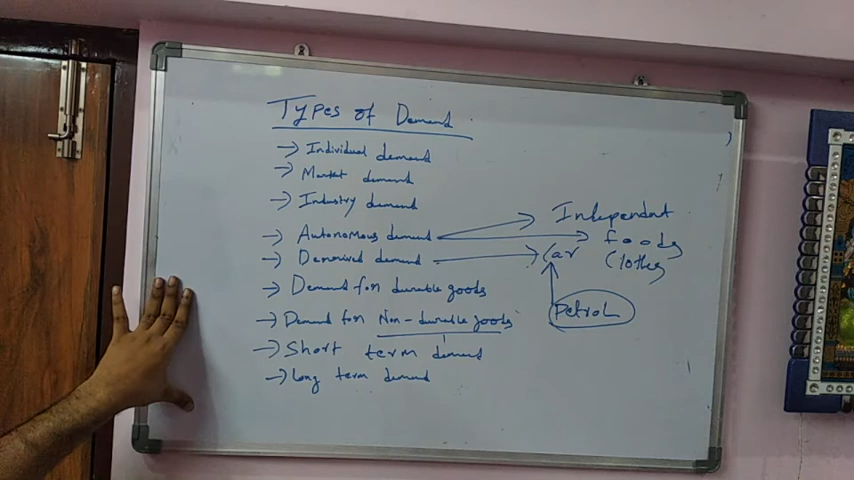 Types of Demand
→ Individual demand
→ Market demand
→ Industry demand
→ Autonomous demand → Independent
→ foods
Clothes
→ Demrived demand → Car
→ Demand for durable goods
Petrol
→ Demand for Non-durable goods
→ Short term demand
→ Long term demand